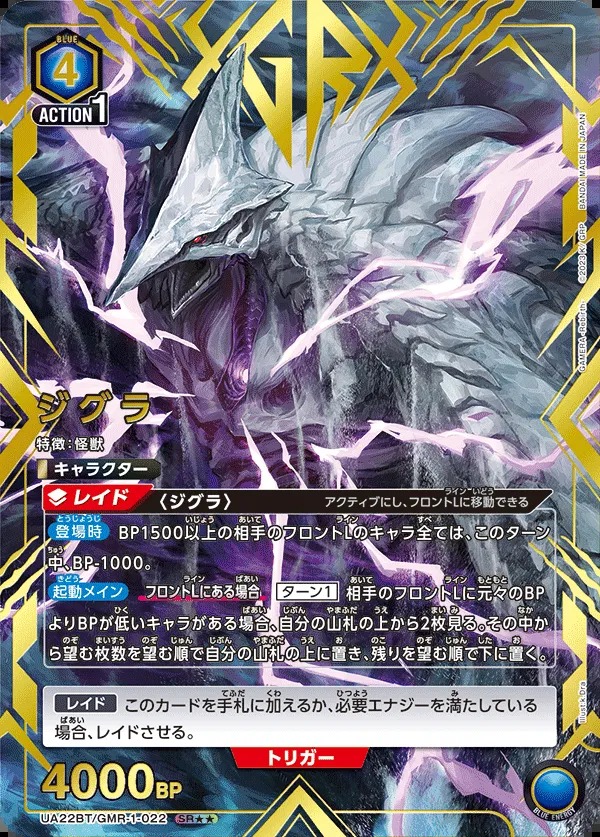 BLUE
4
ACTION 1
GR
©2023 K/GRP BANDAI MADE IN JAPAN
GAMERA -Rebirth-
ジグラ
特徴：怪獣
キャラクター
レイド 〈ジグラ〉 アクティブにし、フロントLに移動できる
登場時 BP1500以上の相手のフロントLのキャラ全ては、このターン
中、BP-1000。
起動メイン フロントLにある場合 ターン1 相手のフロントLに元々のBP
よりBPが低いキャラがある場合、自分の山札の上から2枚見る。その中か
ら望む枚数を望む順で自分の山札の上に置き、残りを望む順で下に置く。
レイド このカードを手札に加えるか、必要エナジーを満たしている
場合、レイドさせる。
トリガー
4000BP
Illust:k Dra
BLUE ENERGY
UA22BT/GMR-1-022 SR★★